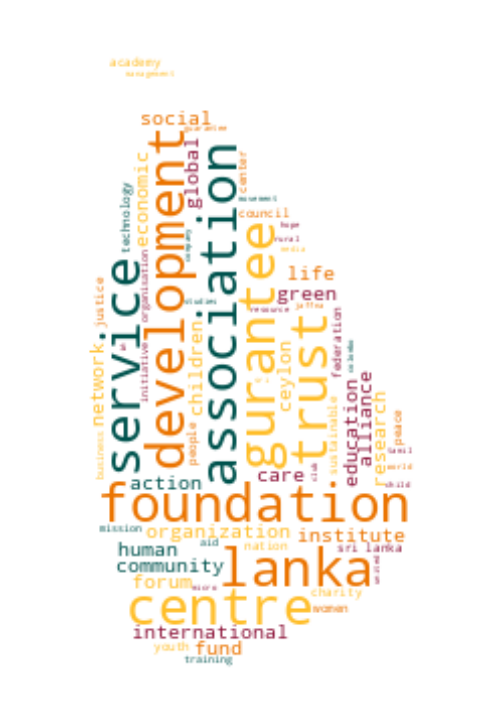 academy
management
social
guarantee
development
global
association
center
economic
technology
movement
council
hope
rural
media
company
organisation
service
gurantee
life
green
studies
resource
jaffna
justice
trust
federation
initiative
children
ceylon
colombo
network
people
sustainable
education
alliance
research
peace
business
tamil
world
club
child
care
action
foundation
mission
organization
institute
aid
nation
sri lanka
human
community
lanka
united
forum
micro
charity
centre
women
international
youth
fund
training